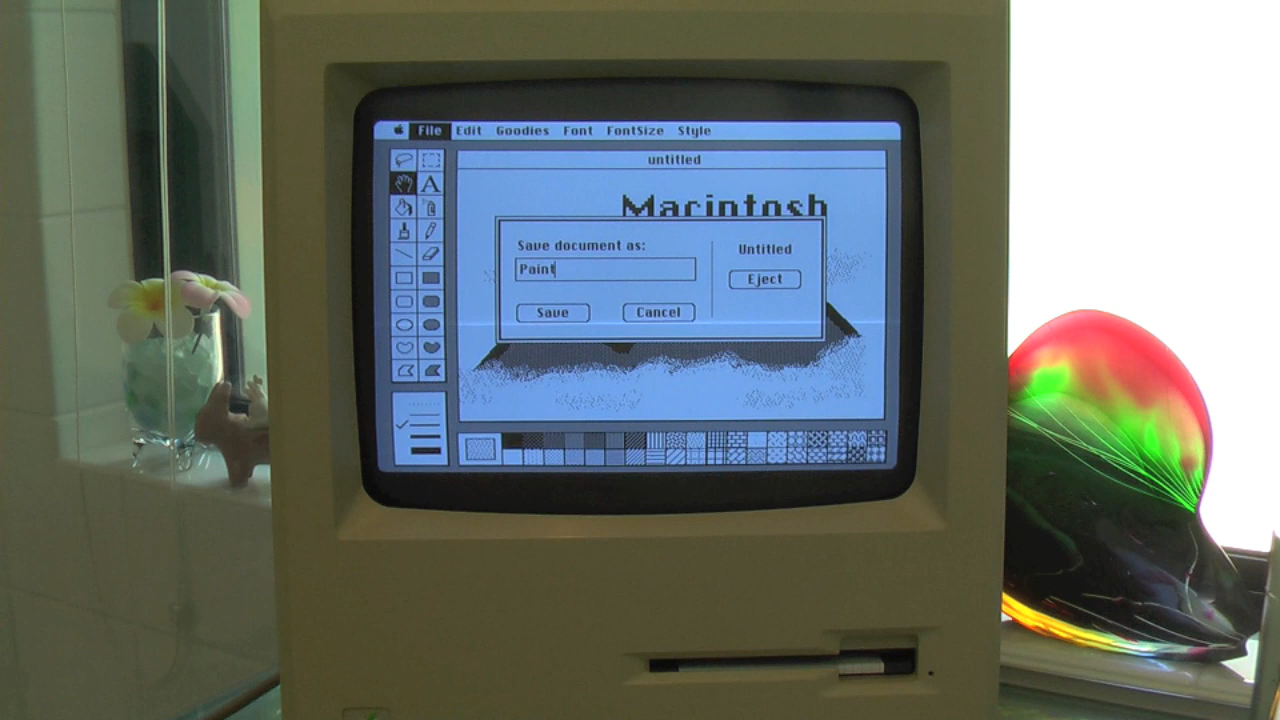 File Edit Goodies Font FontSize Style
untitled
A
Macintosh
Save document as:
Paint
Untitled
Eject
Save
Cancel